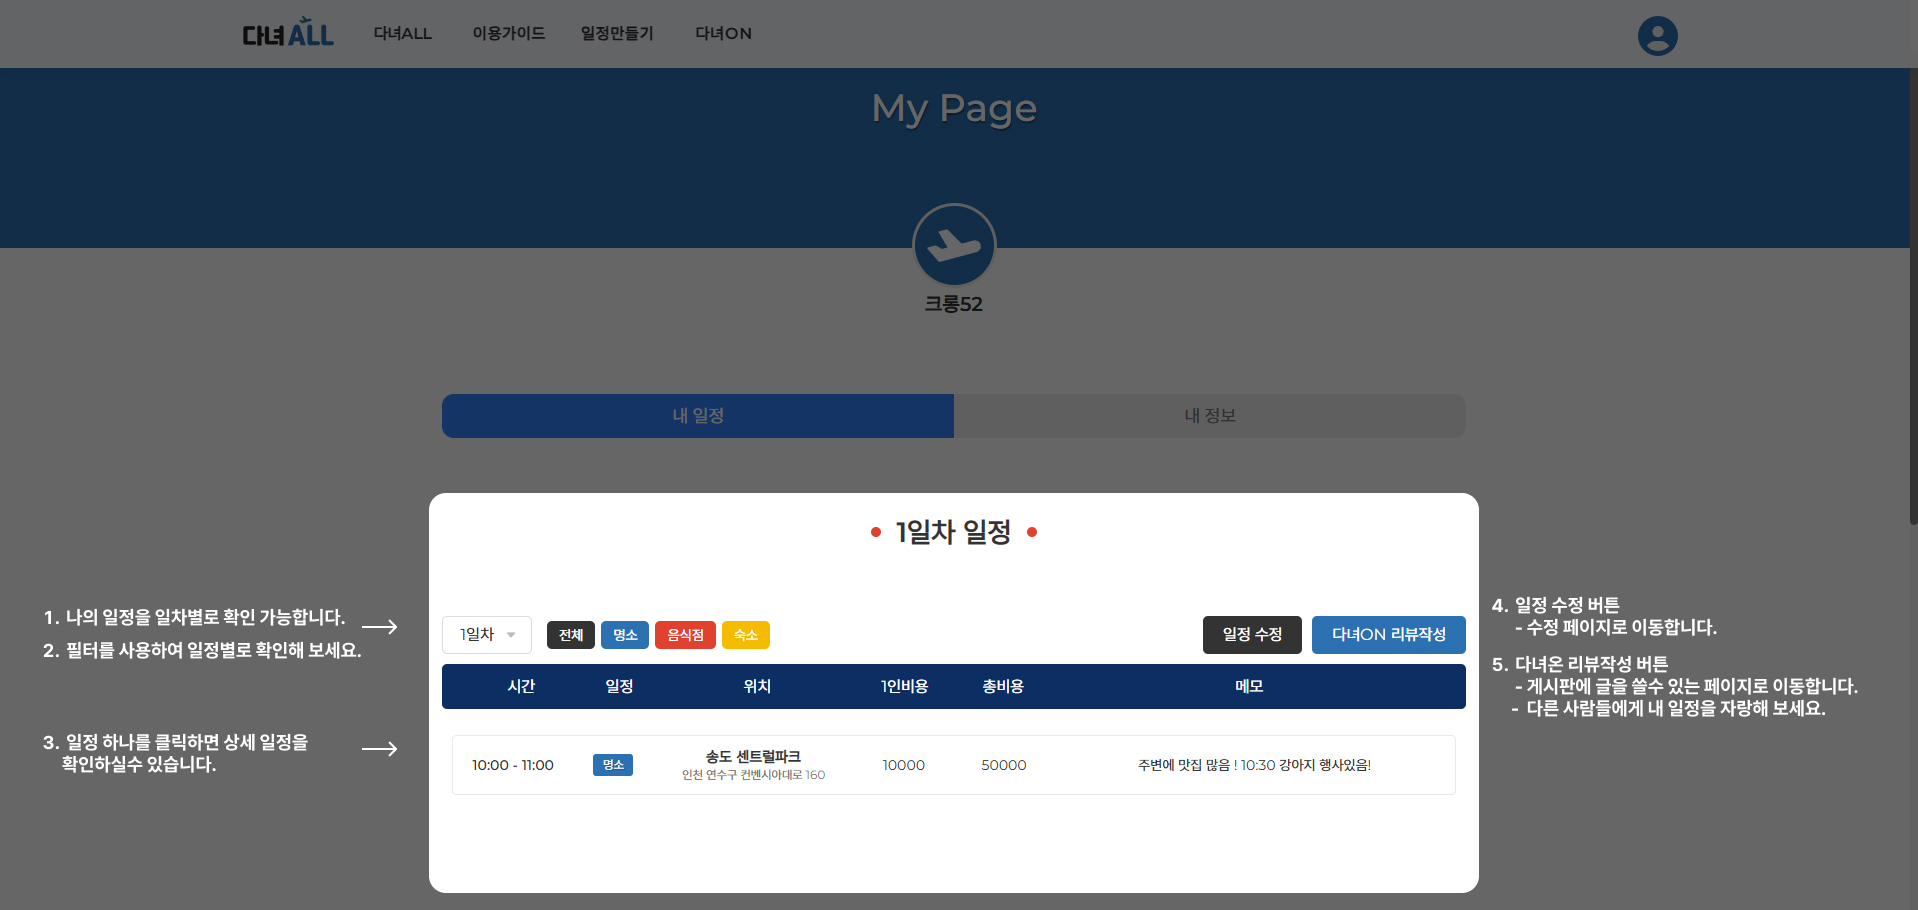 다녀ALL 다녀ALL 이용가이드 일정만들기 다녀ON
My Page
크롱52
내 일정 내 정보
1일차 일정
1. 나의 일정을 일차별로 확인 가능합니다.
2. 필터를 사용하여 일정별로 확인해 보세요.
3. 일정 하나를 클릭하면 상세 일정을
확인하실수 있습니다.
1일차 전체 명소 음식점 숙소 일정 수정 다녀ON 리뷰작성
시간 일정 위치 1인비용 총비용 메모
10:00 - 11:00 명소 송도 센트럴파크 10000 50000 주변에 맛집 많음 ! 10:30 강아지 행사있음!
인천 연수구 컨벤시아대로 160
4. 일정 수정 버튼
- 수정 페이지로 이동합니다.
5. 다녀온 리뷰작성 버튼
- 게시판에 글을 쓸수 있는 페이지로 이동합니다.
- 다른 사람들에게 내 일정을 자랑해 보세요.